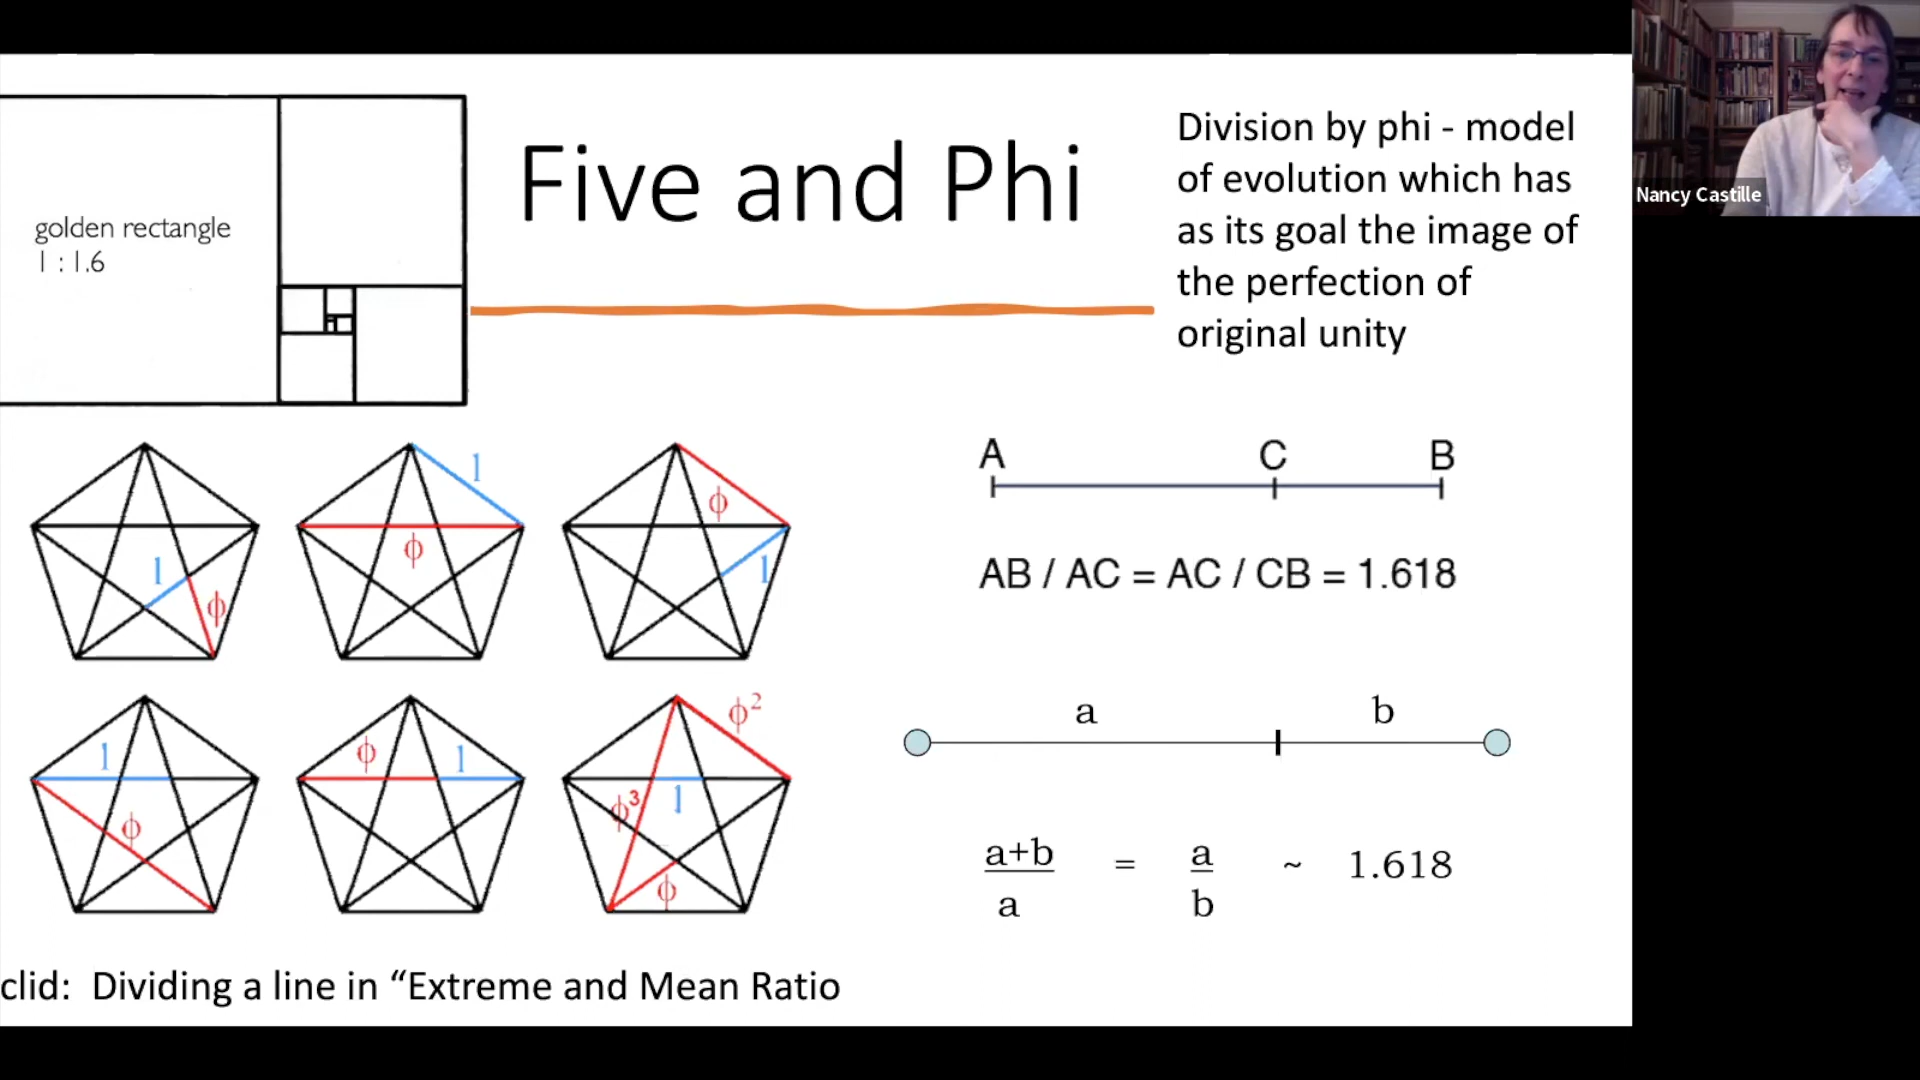 golden rectangle
1 : 1.6
Five and Phi
Division by phi - model
of evolution which has
as its goal the image of
the perfection of
original unity
Nancy Castille
1
ϕ
1
ϕ
ϕ
1
A C B
AB / AC = AC / CB = 1.618
1
ϕ
ϕ
1
ϕ²
ϕ³
1
ϕ
a b
a+b = a ~ 1.618
a b
clid: Dividing a line in “Extreme and Mean Ratio